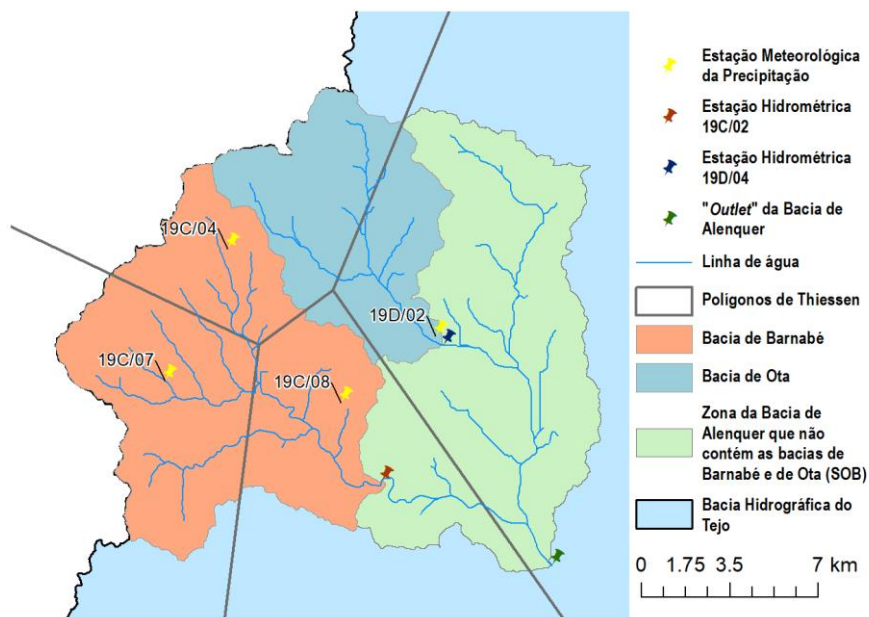 19C/04
19D/02
19C/07
19C/08
Estação Meteorológica
da Precipitação
Estação Hidrométrica
19C/02
Estação Hidrométrica
19D/04
"Outlet" da Bacia de
Alenquer
Linha de água
Polígonos de Thiessen
Bacia de Barnabé
Bacia de Ota
Zona da Bacia de
Alenquer que não
contém as bacias de
Barnabé e de Ota (SOB)
Bacia Hidrográfica do
Tejo
0 1.75 3.5 7 km